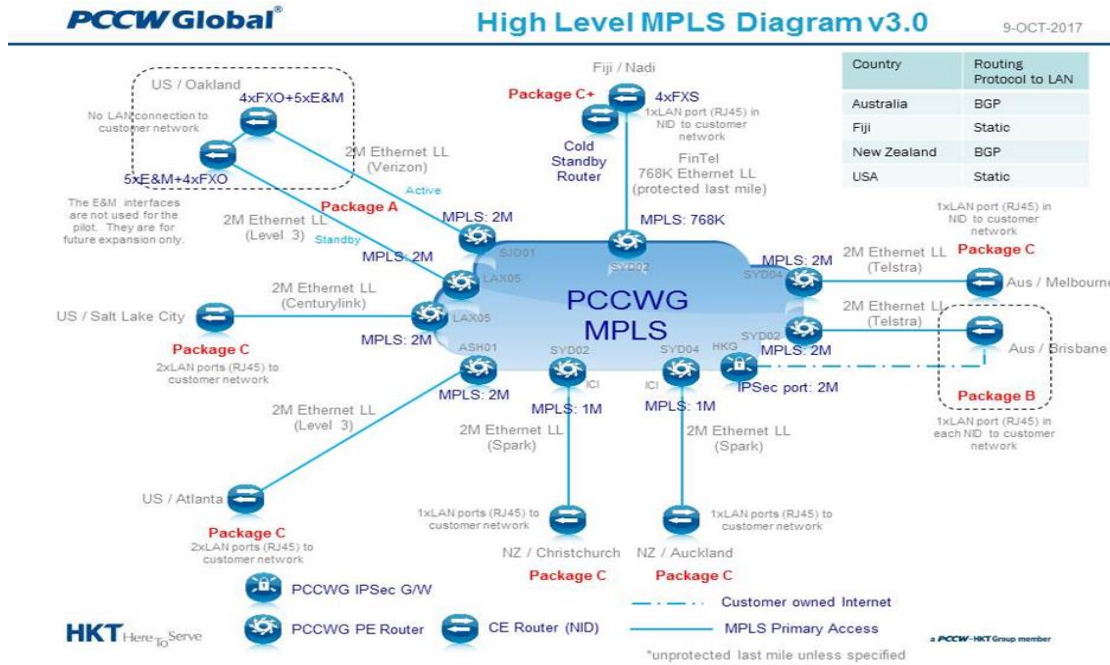 PCCW Global®
High Level MPLS Diagram v3.0
9-OCT-2017
Country
Routing
Protocol to LAN
Australia
BGP
Fiji
Static
New Zealand
BGP
USA
Static
US / Oakland
4xFXO+5xE&M
No LAN connection to
customer network
5xE&M+4xFXO
The E&M interfaces
are not used for the
pilot. They are for
future expansion only.
2M Ethernet LL
(Verizon)
Active
Package A
2M Ethernet LL
(Level 3)
Standby
MPLS: 2M
SJO01
MPLS: 2M
LAX05
Fiji / Nadi
Package C+
4xFXS
1xLAN port (RJ45) in
NID to customer
network
Cold
Standby
Router
FinTel
768K Ethernet LL
(protected last mile)
MPLS: 768K
SYD02
1xLAN port (RJ45) in
NID to customer
network
Package C
2M Ethernet LL
(Telstra)
MPLS: 2M
SYD04
Aus / Melbourne
2M Ethernet LL
(Telstra)
SYD02
MPLS: 2M
Aus / Brisbane
HKG
IPSec port: 2M
Package B
1xLAN port (RJ45) in
each NID to customer
network
PCCWG
MPLS
2M Ethernet LL
(Centurylink)
US / Salt Lake City
LAX05
MPLS: 2M
Package C
2xLAN ports (RJ45) to
customer network
ASH01
MPLS: 2M
2M Ethernet LL
(Level 3)
US / Atlanta
Package C
2xLAN ports (RJ45) to
customer network
SYD02
ICI
MPLS: 1M
2M Ethernet LL
(Spark)
1xLAN ports (RJ45) to
customer network
NZ / Christchurch
Package C
SYD04
ICI
MPLS: 1M
2M Ethernet LL
(Spark)
1xLAN ports (RJ45) to
customer network
NZ / Auckland
Package C
PCCWG IPSec G/W
PCCWG PE Router
CE Router (NID)
Customer owned Internet
MPLS Primary Access
*unprotected last mile unless specified
HKT Here To Serve
a PCCW-HKT Group member